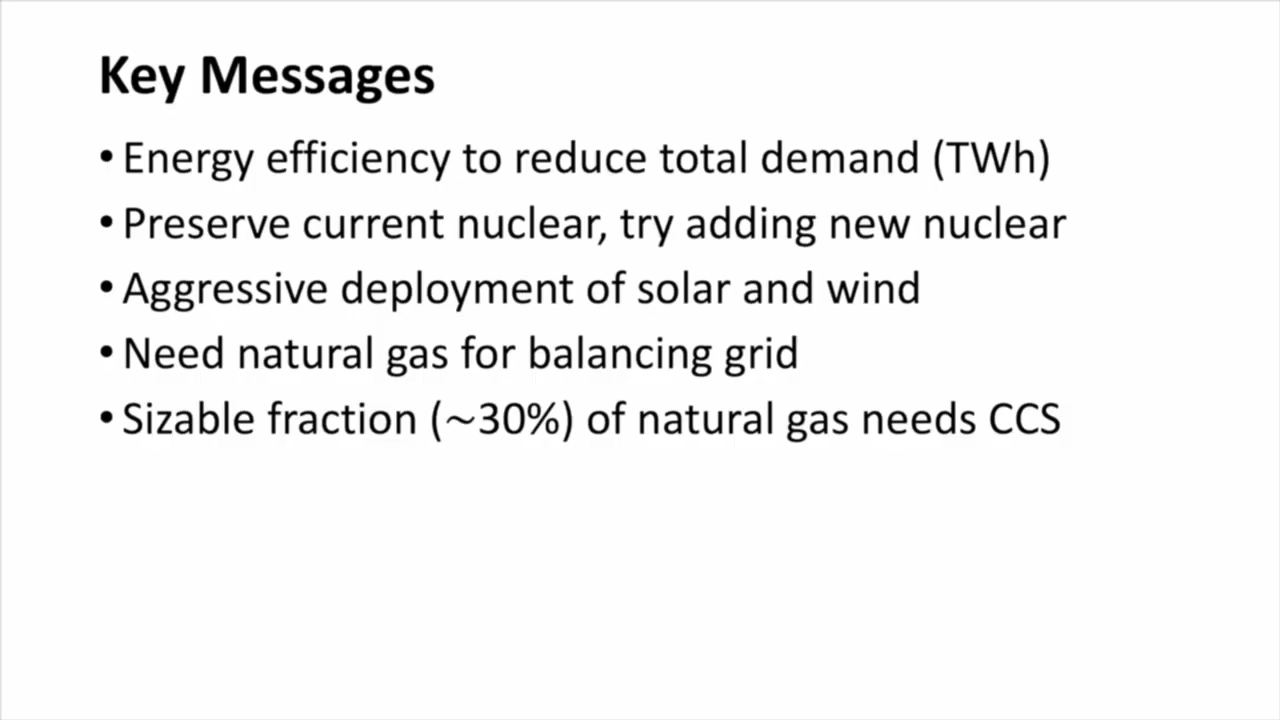 Key Messages
• Energy efficiency to reduce total demand (TWh)
• Preserve current nuclear, try adding new nuclear
• Aggressive deployment of solar and wind
• Need natural gas for balancing grid
• Sizable fraction (~30%) of natural gas needs CCS